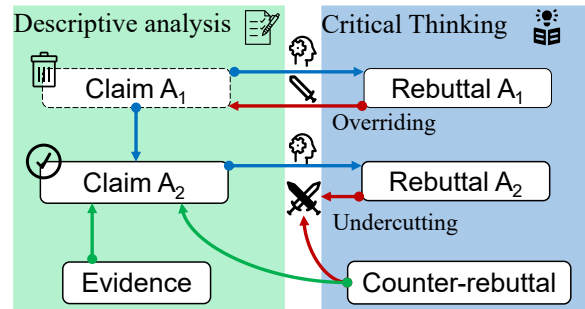 Descriptive analysis
Critical Thinking
Claim A₁
Rebuttal A₁
Overriding
Claim A₂
Rebuttal A₂
Undercutting
Evidence
Counter-rebuttal